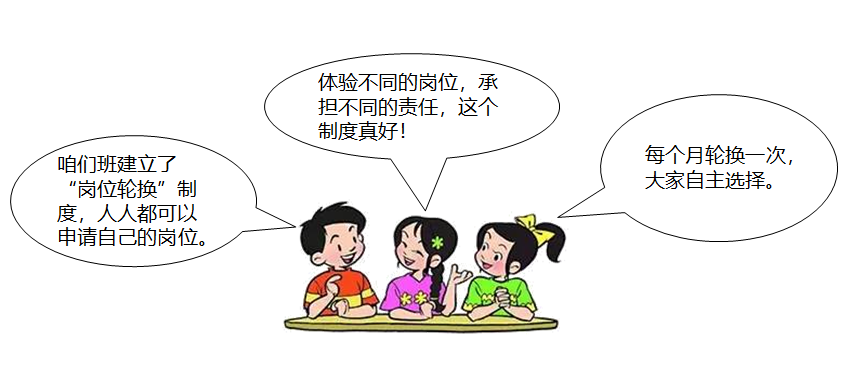 咱们班建立了
“岗位轮换”制
度，人人都可以
申请自己的岗位。
体验不同的岗位，承
担不同的责任，这个
制度真好！
每个月轮换一次，
大家自主选择。